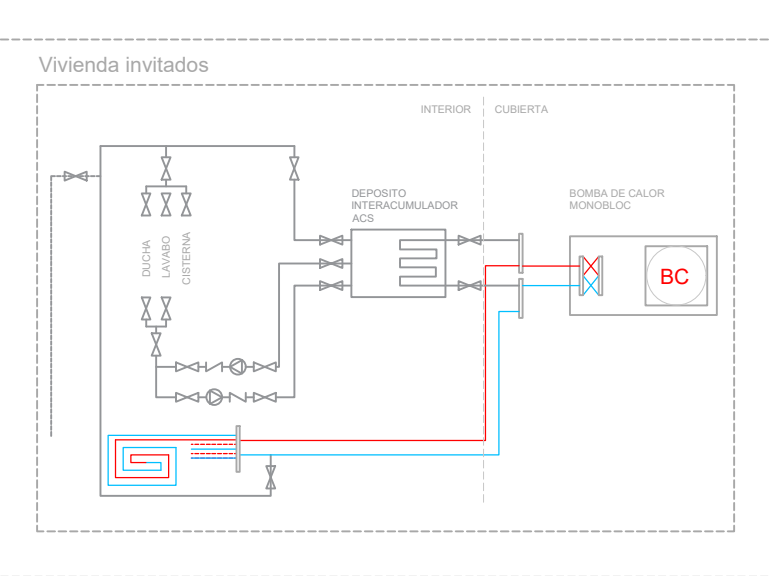 Vivienda invitados
INTERIOR
CUBIERTA
DEPOSITO
INTERACUMULADOR
ACS
BOMBA DE CALOR
MONOBLOC
DUCHA
LAVABO
CISTERNA
BC